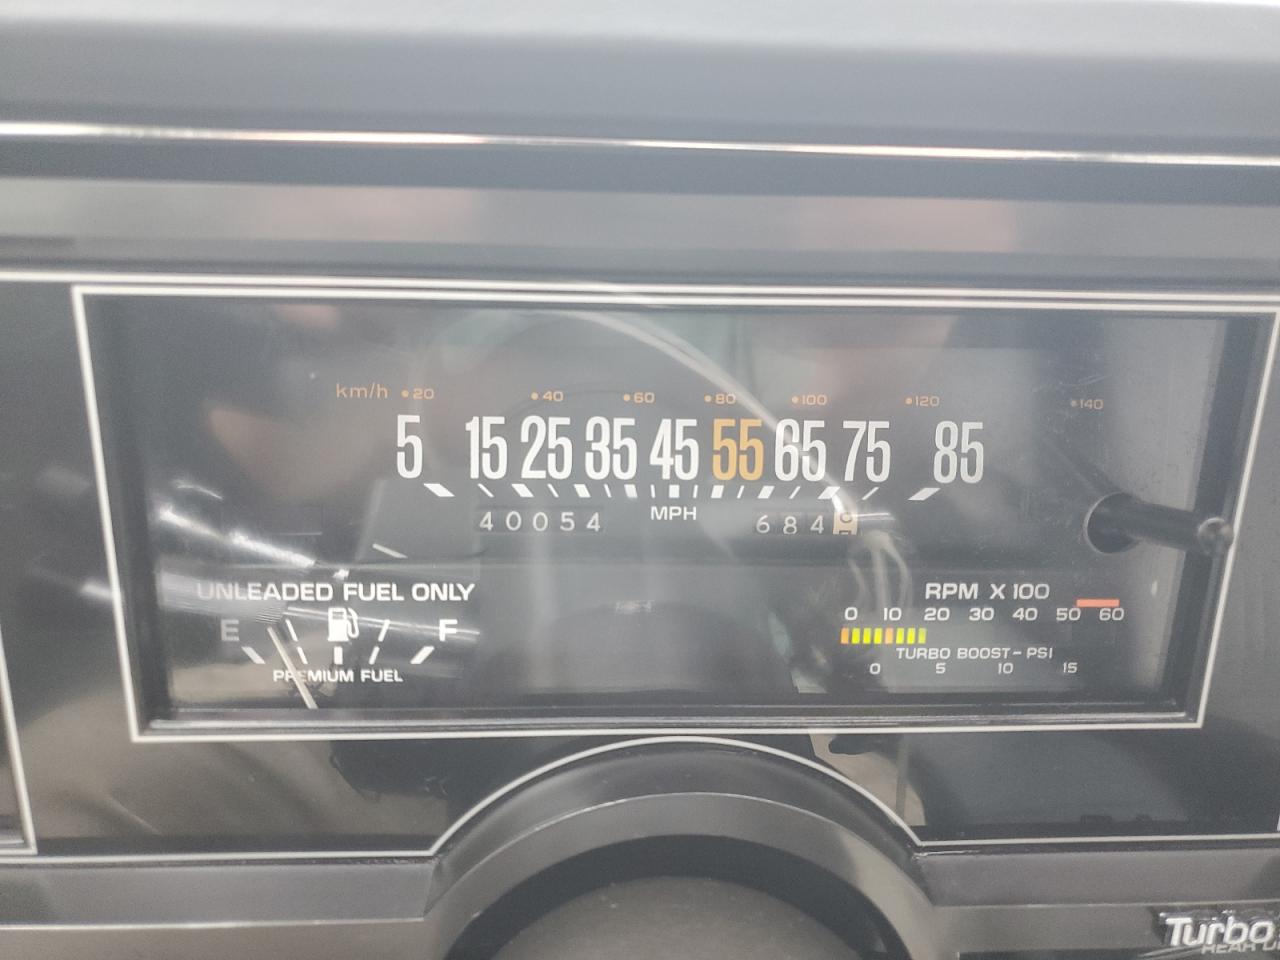 km/h 20 40 60 80 100 120 140
5 15 25 35 45 55 65 75 85
MPH
40054
684
UNLEADED FUEL ONLY
E F
PREMIUM FUEL
RPM X 100
0 10 20 30 40 50 60
TURBO BOOST-PSI
0 5 10 15
Turbo